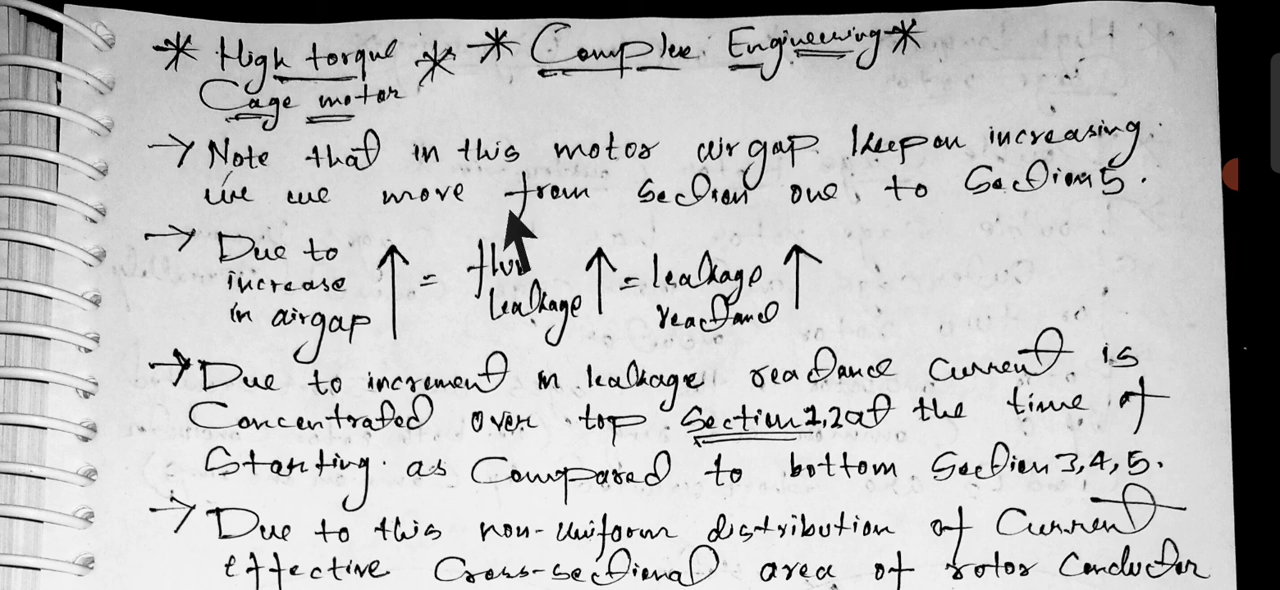 * High torque * * Complex Engineering *
Cage motor
→ Note that in this motor air gap keep on increasing
we move from Section one to Section 5.
→ Due to increase in airgap ↑ = flux leakage ↑ = leakage reactance ↑
→ Due to increment in leakage reactance Current is
Concentrated over top Section 1,2 at the time of
Starting as Compared to bottom Section 3,4,5.
→ Due to this non-uniform distribution of Current
effective Cross-sectional area of rotor Conductor